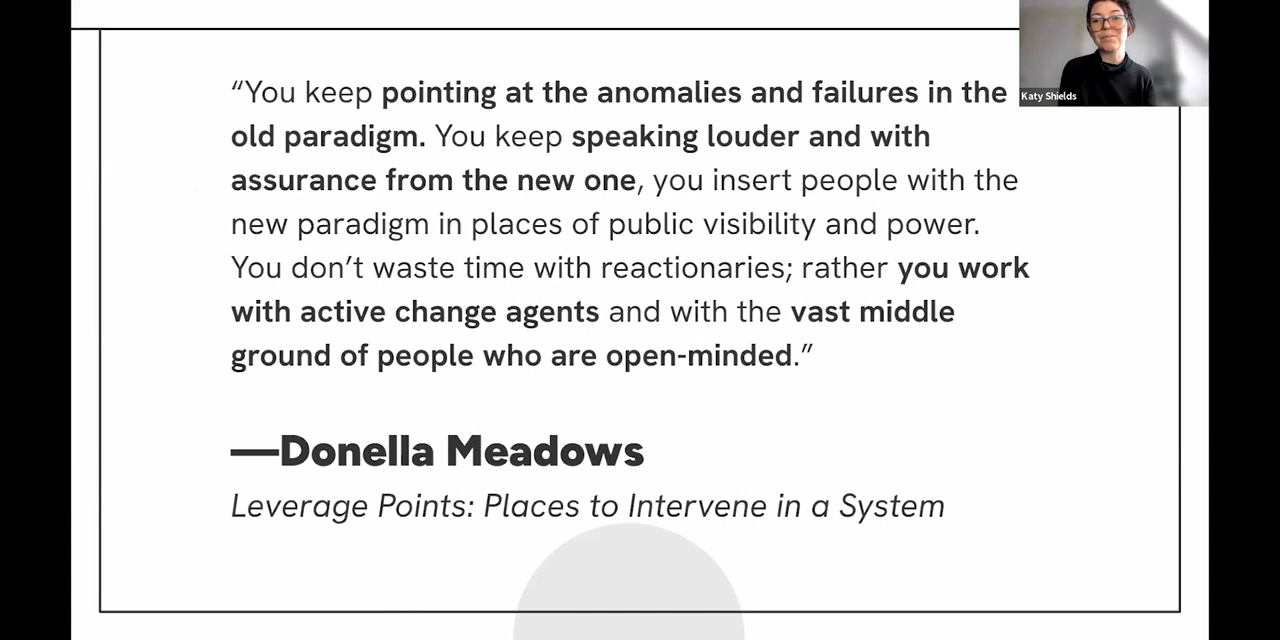 “You keep pointing at the anomalies and failures in the
old paradigm. You keep speaking louder and with
assurance from the new one, you insert people with the
new paradigm in places of public visibility and power.
You don’t waste time with reactionaries; rather you work
with active change agents and with the vast middle
ground of people who are open-minded.”
—Donella Meadows
Leverage Points: Places to Intervene in a System
Katy Shields